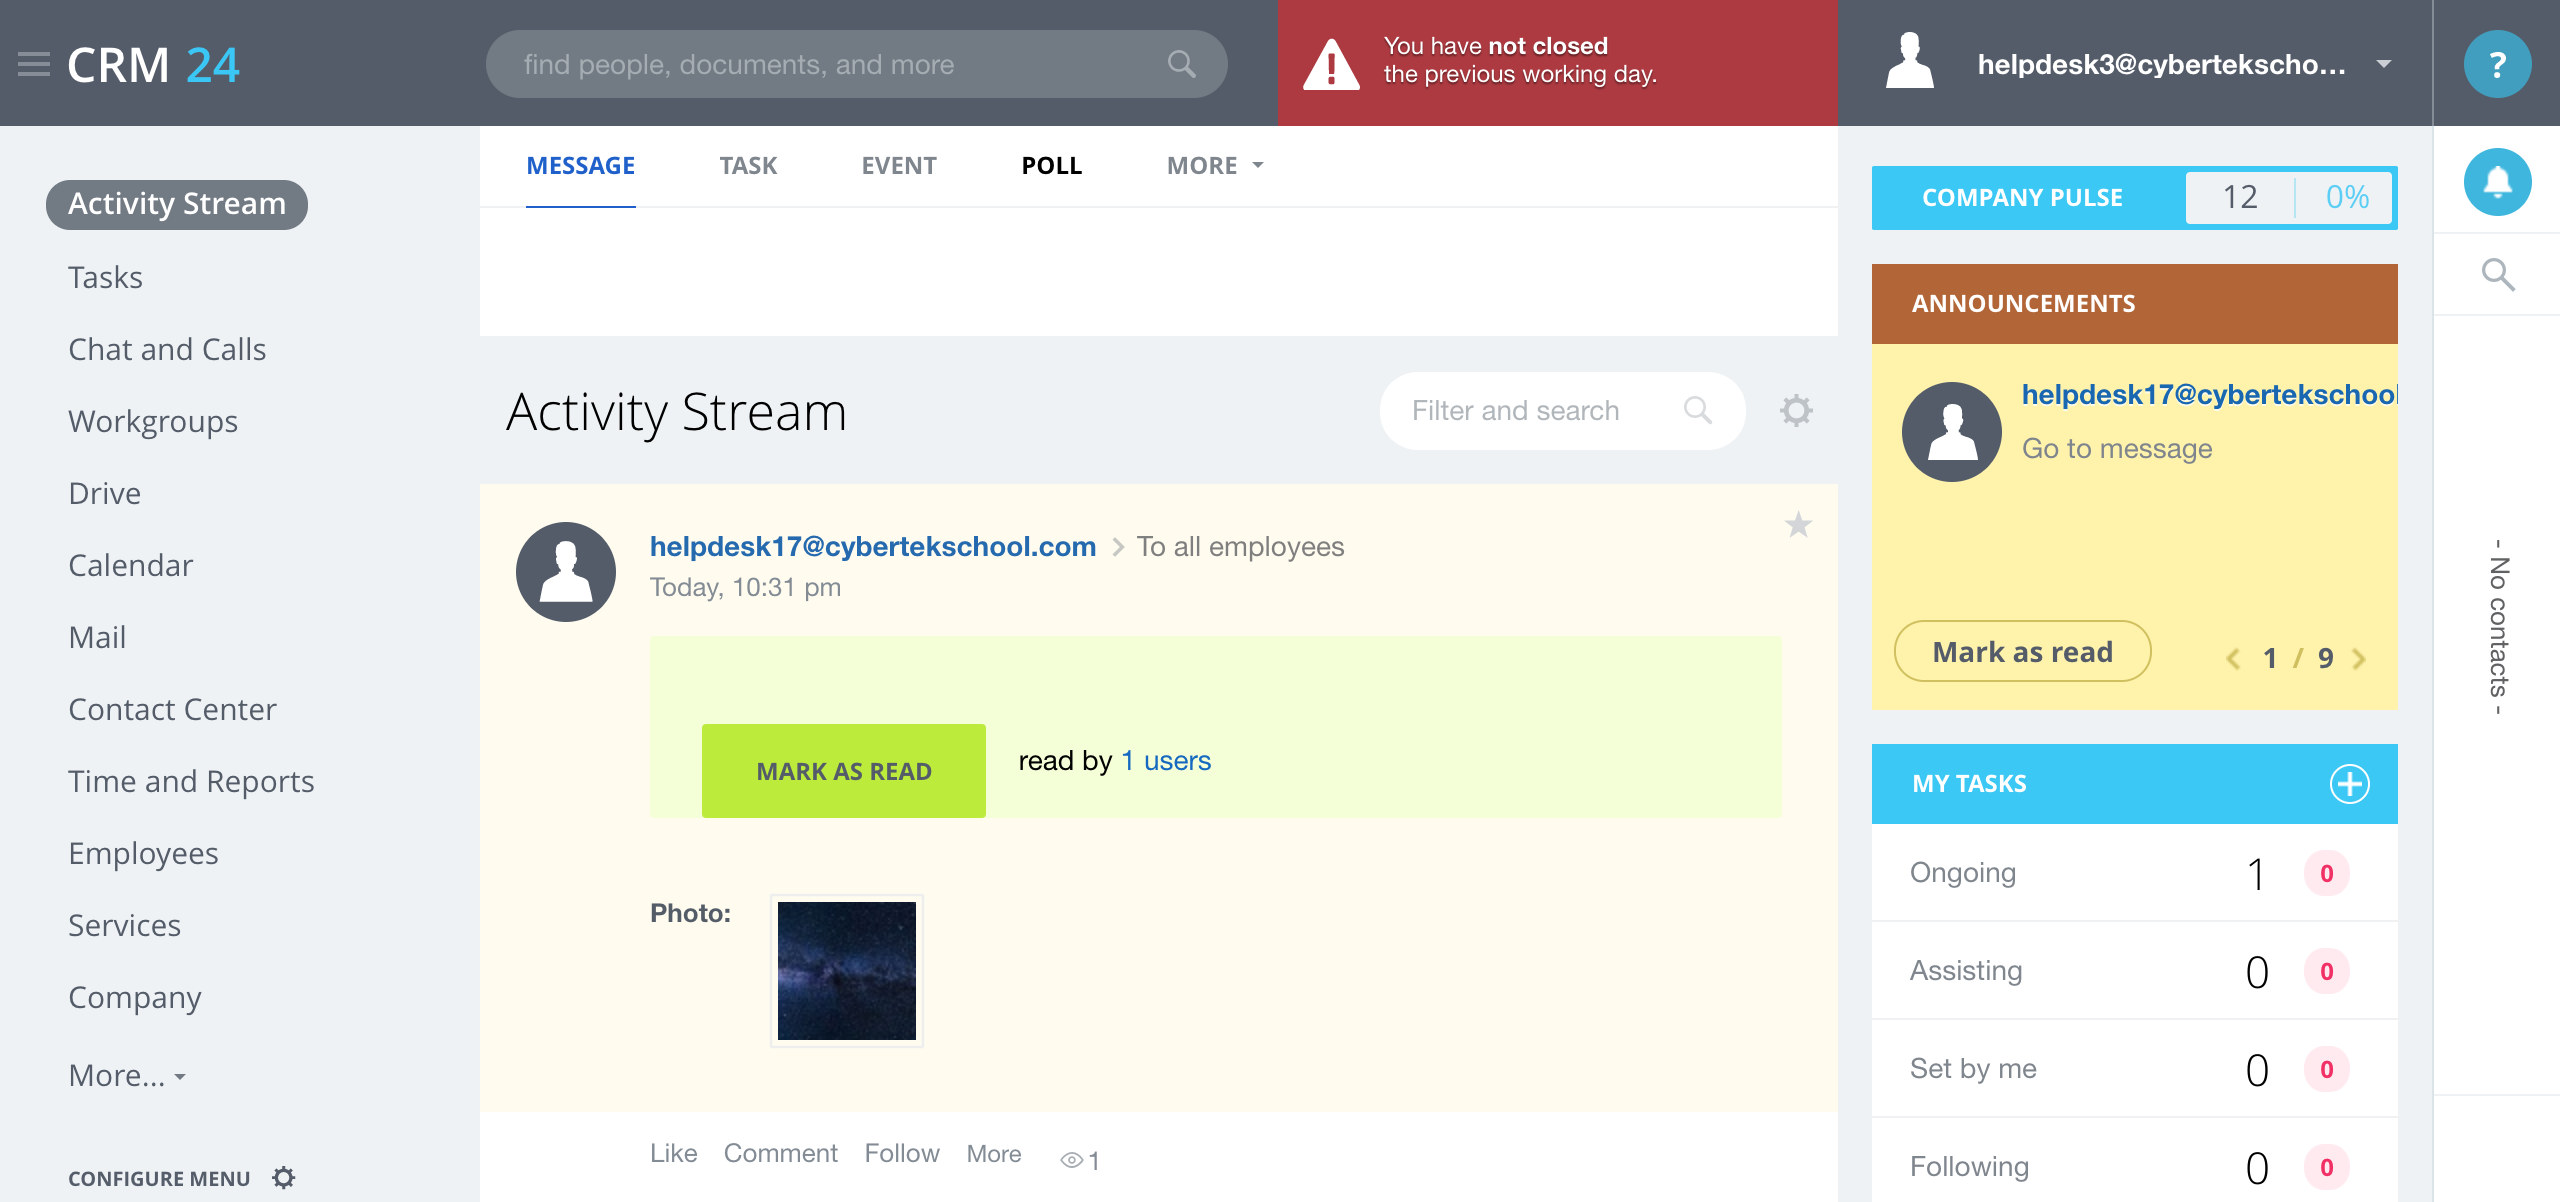 CRM 24
find people, documents, and more
You have not closed
the previous working day.
helpdesk3@cybertekscho...
?
Activity Stream
Tasks
Chat and Calls
Workgroups
Drive
Calendar
Mail
Contact Center
Time and Reports
Employees
Services
Company
More...
CONFIGURE MENU
MESSAGE
TASK
EVENT
POLL
MORE
Activity Stream
Filter and search
helpdesk17@cybertekschool.com
To all employees
Today, 10:31 pm
MARK AS READ
read by 1 users
Photo:
Like
Comment
Follow
More
1
COMPANY PULSE
12
0%
ANNOUNCEMENTS
helpdesk17@cybertekschool
Go to message
Mark as read
1 / 9
MY TASKS
Ongoing 1 0
Assisting 0 0
Set by me 0 0
Following 0 0
- No contacts -